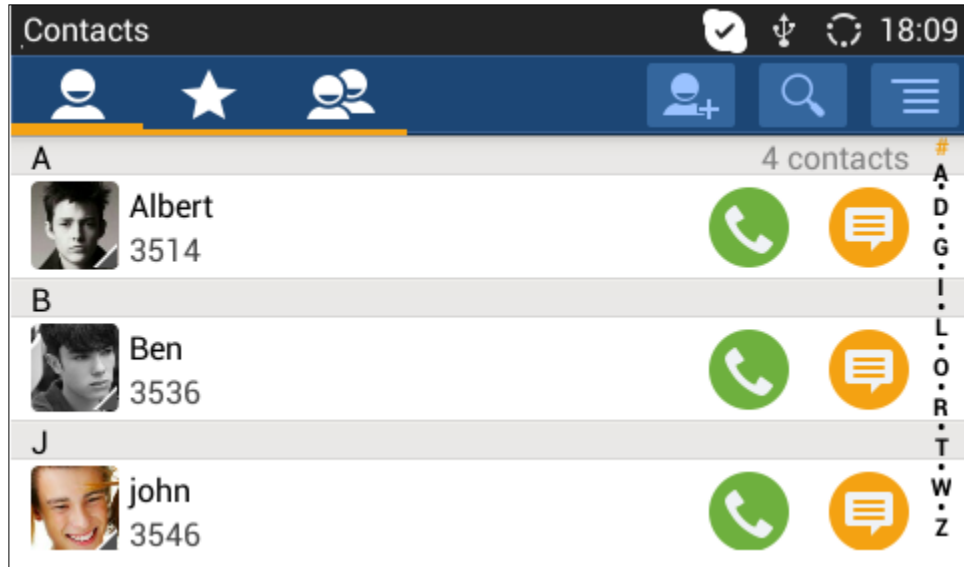 Contacts 18:09
A 4 contacts
Albert
3514
B
Ben
3536
J
john
3546
#
A
D
G
I
L
O
R
T
W
Z